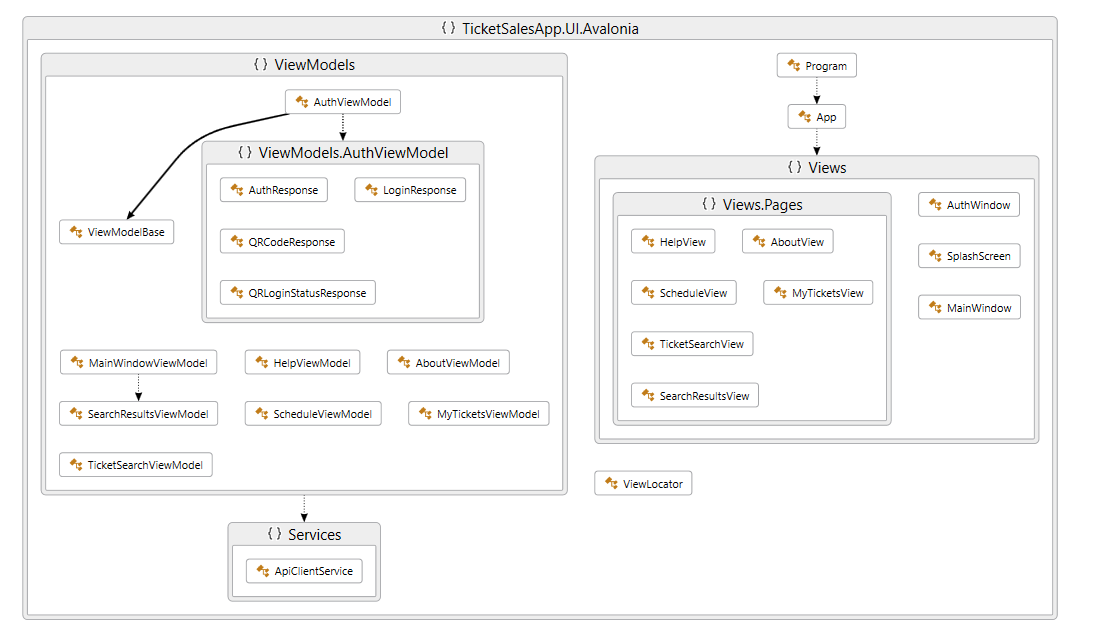 { } TicketSalesApp.UI.Avalonia
{ } ViewModels
AuthViewModel
{ } ViewModels.AuthViewModel
AuthResponse
LoginResponse
ViewModelBase
QRCodeResponse
QRLoginStatusResponse
MainWindowViewModel
HelpViewModel
AboutViewModel
SearchResultsViewModel
ScheduleViewModel
MyTicketsViewModel
TicketSearchViewModel
{ } Services
ApiClientService
Program
App
{ } Views
{ } Views.Pages
HelpView
AboutView
ScheduleView
MyTicketsView
TicketSearchView
SearchResultsView
AuthWindow
SplashScreen
MainWindow
ViewLocator